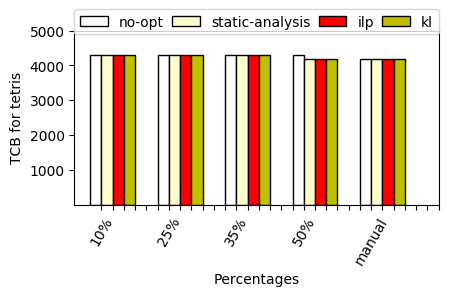 no-opt static-analysis ilp kl
5000
4000
3000
2000
1000
TCB for tetris
10% 25% 35% 50% manual
Percentages